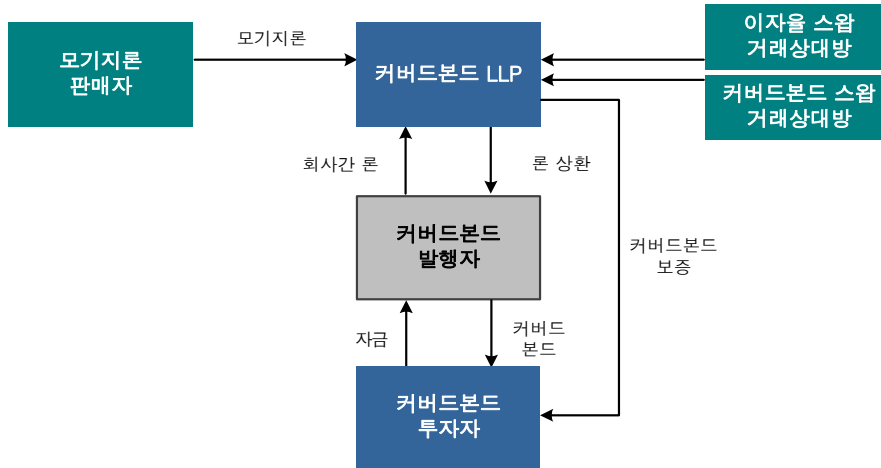 모기지론
판매자
모기지론
커버드본드 LLP
이자율 스왑
거래상대방
커버드본드 스왑
거래상대방
회사간 론
론 상환
커버드본드
발행자
커버드본드
보증
자금
커버드
본드
커버드본드
투자자